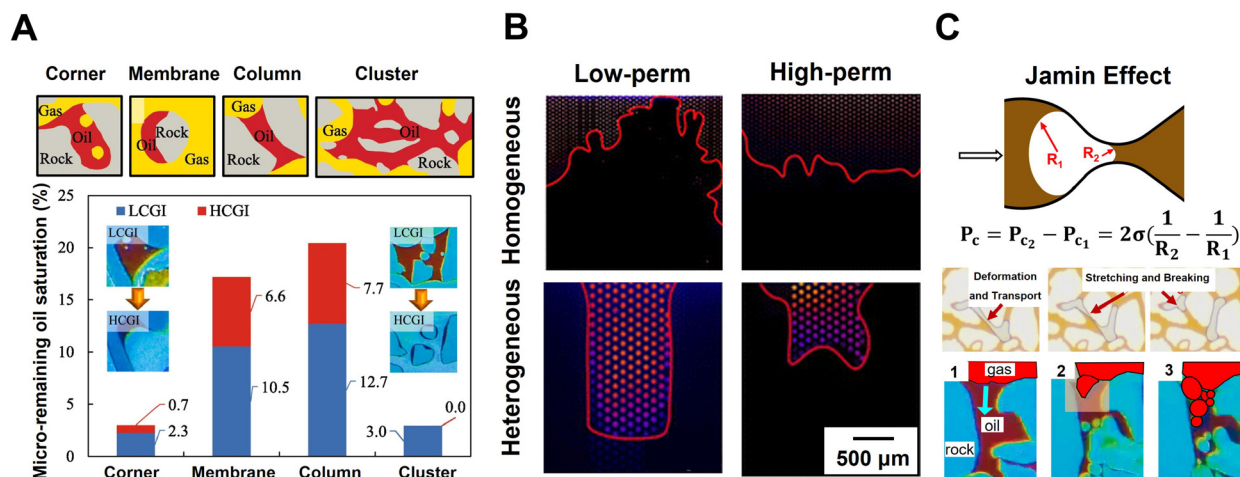 A
Corner
Membrane
Column
Cluster
Gas
Oil
Rock
Oil
Rock
Gas
Gas
Oil
Rock
Gas
Oil
Rock
Micro-remaining oil saturation (%)
25
20
15
10
5
0
LCGI
HCGI
LCGI
HCGI
LCGI
HCGI
0.7
2.3
6.6
10.5
7.7
12.7
0.0
3.0
Corner
Membrane
Column
Cluster
B
Low-perm
High-perm
Homogeneous
Heterogeneous
500 μm
C
Jamin Effect
R₁
R₂
P𝖼 = P𝖼₂ − P𝖼₁ = 2σ(1/R₂ − 1/R₁)
Deformation
and Transport
Stretching and Breaking
1
gas
oil
rock
2
3